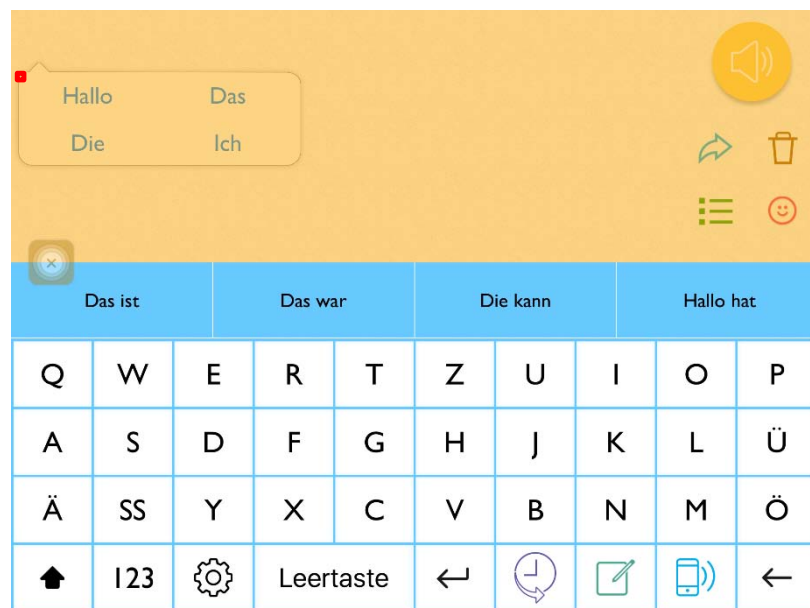 Hallo Das
Die Ich
Das ist Das war Die kann Hallo hat
Q W E R T Z U I O P
A S D F G H J K L Ü
Ä SS Y X C V B N M Ö
123 Leertaste